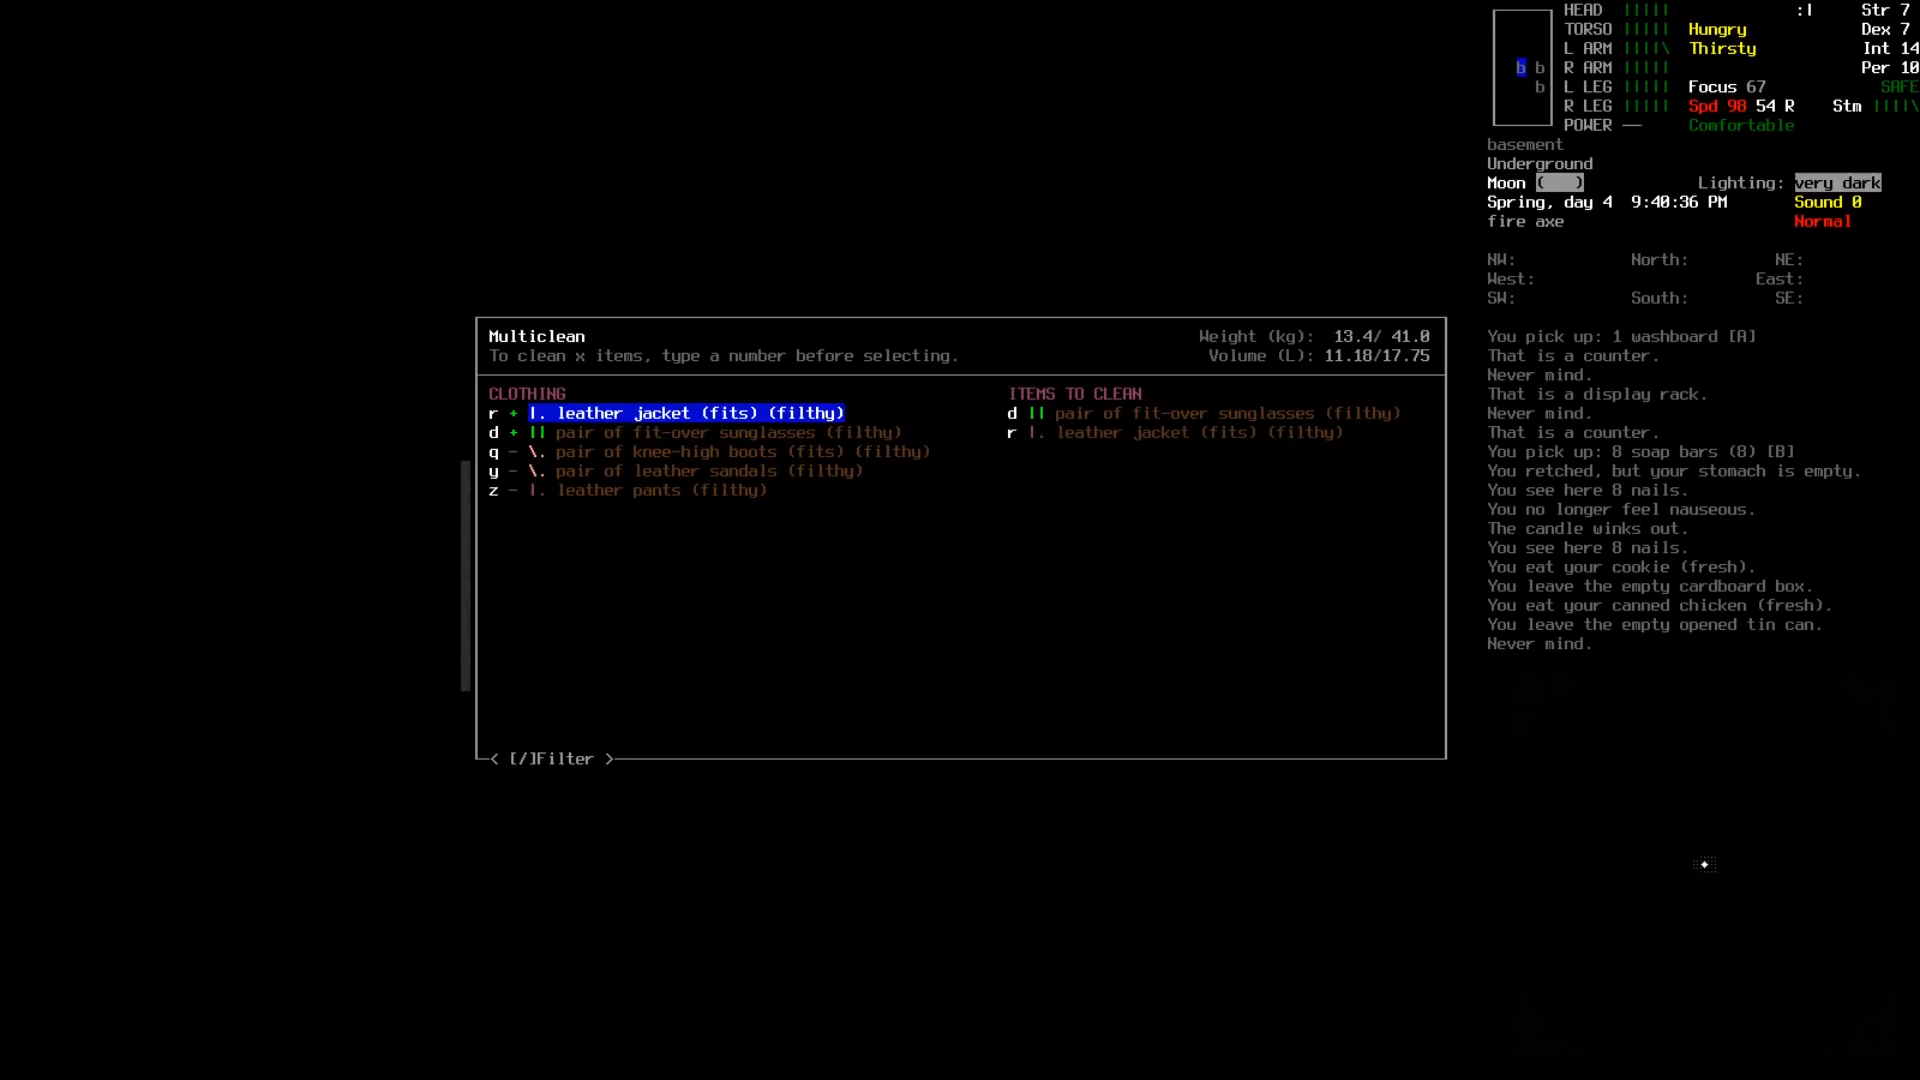 Multiclean
Weight (kg): 13.4/ 41.0
To clean x items, type a number before selecting.
Volume (L): 11.18/17.75
CLOTHING
r + |. leather jacket (fits) (filthy)
d + || pair of fit-over sunglasses (filthy)
q - \. pair of knee-high boots (fits) (filthy)
y - \. pair of leather sandals (filthy)
z - |. leather pants (filthy)
ITEMS TO CLEAN
d || pair of fit-over sunglasses (filthy)
r |. leather jacket (fits) (filthy)
< [/]Filter >
b b
b
HEAD ||||| :| Str 7
TORSO ||||| Hungry Dex 7
L ARM ||||\ Thirsty Int 14
R ARM ||||| Per 10
L LEG ||||| Focus 67 SAFE
R LEG ||||| Spd 98 54 R Stm ||||\
POWER -- Comfortable
basement
Underground
Moon (   ) Lighting: very dark
Spring, day 4 9:40:36 PM Sound 0
fire axe Normal
NW: North: NE:
West: East:
SW: South: SE:
You pick up: 1 washboard [A]
That is a counter.
Never mind.
That is a display rack.
Never mind.
That is a counter.
You pick up: 8 soap bars (8) [B]
You retched, but your stomach is empty.
You see here 8 nails.
You no longer feel nauseous.
The candle winks out.
You see here 8 nails.
You eat your cookie (fresh).
You leave the empty cardboard box.
You eat your canned chicken (fresh).
You leave the empty opened tin can.
Never mind.